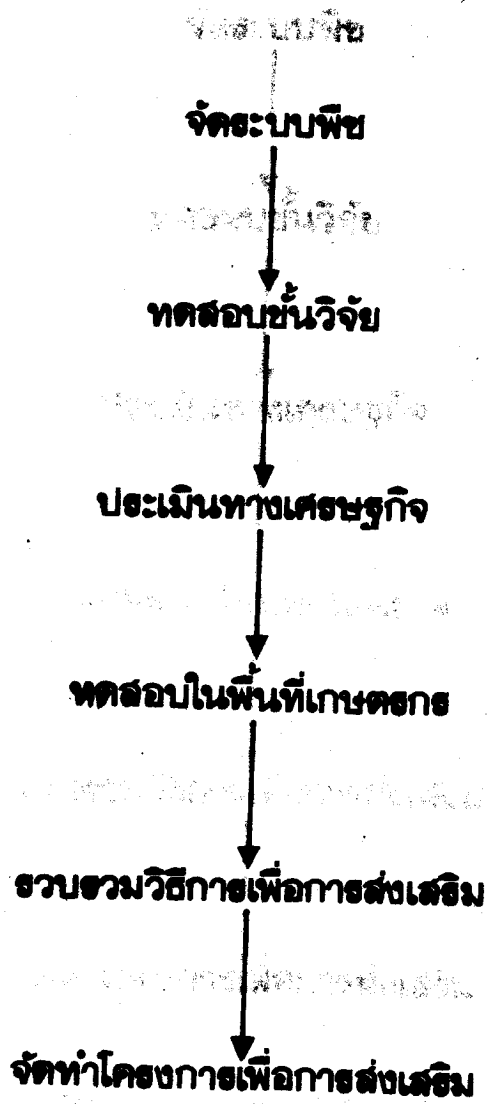 จัดระบบพืช
ทดสอบขั้นวิจัย
ประเมินทางเศรษฐกิจ
ทดสอบในพื้นที่เกษตรกร
รวบรวมวิธีการเพื่อการส่งเสริม
จัดทำโครงการเพื่อการส่งเสริม